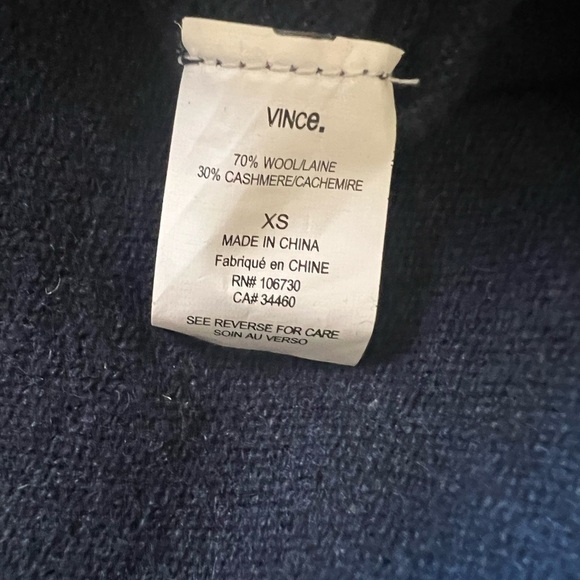 VINCe.
70% WOOL/LAINE
30% CASHMERE/CACHEMIRE
XS
MADE IN CHINA
Fabriqué en CHINE
RN# 106730
CA# 34460
SEE REVERSE FOR CARE
SOIN AU VERSO